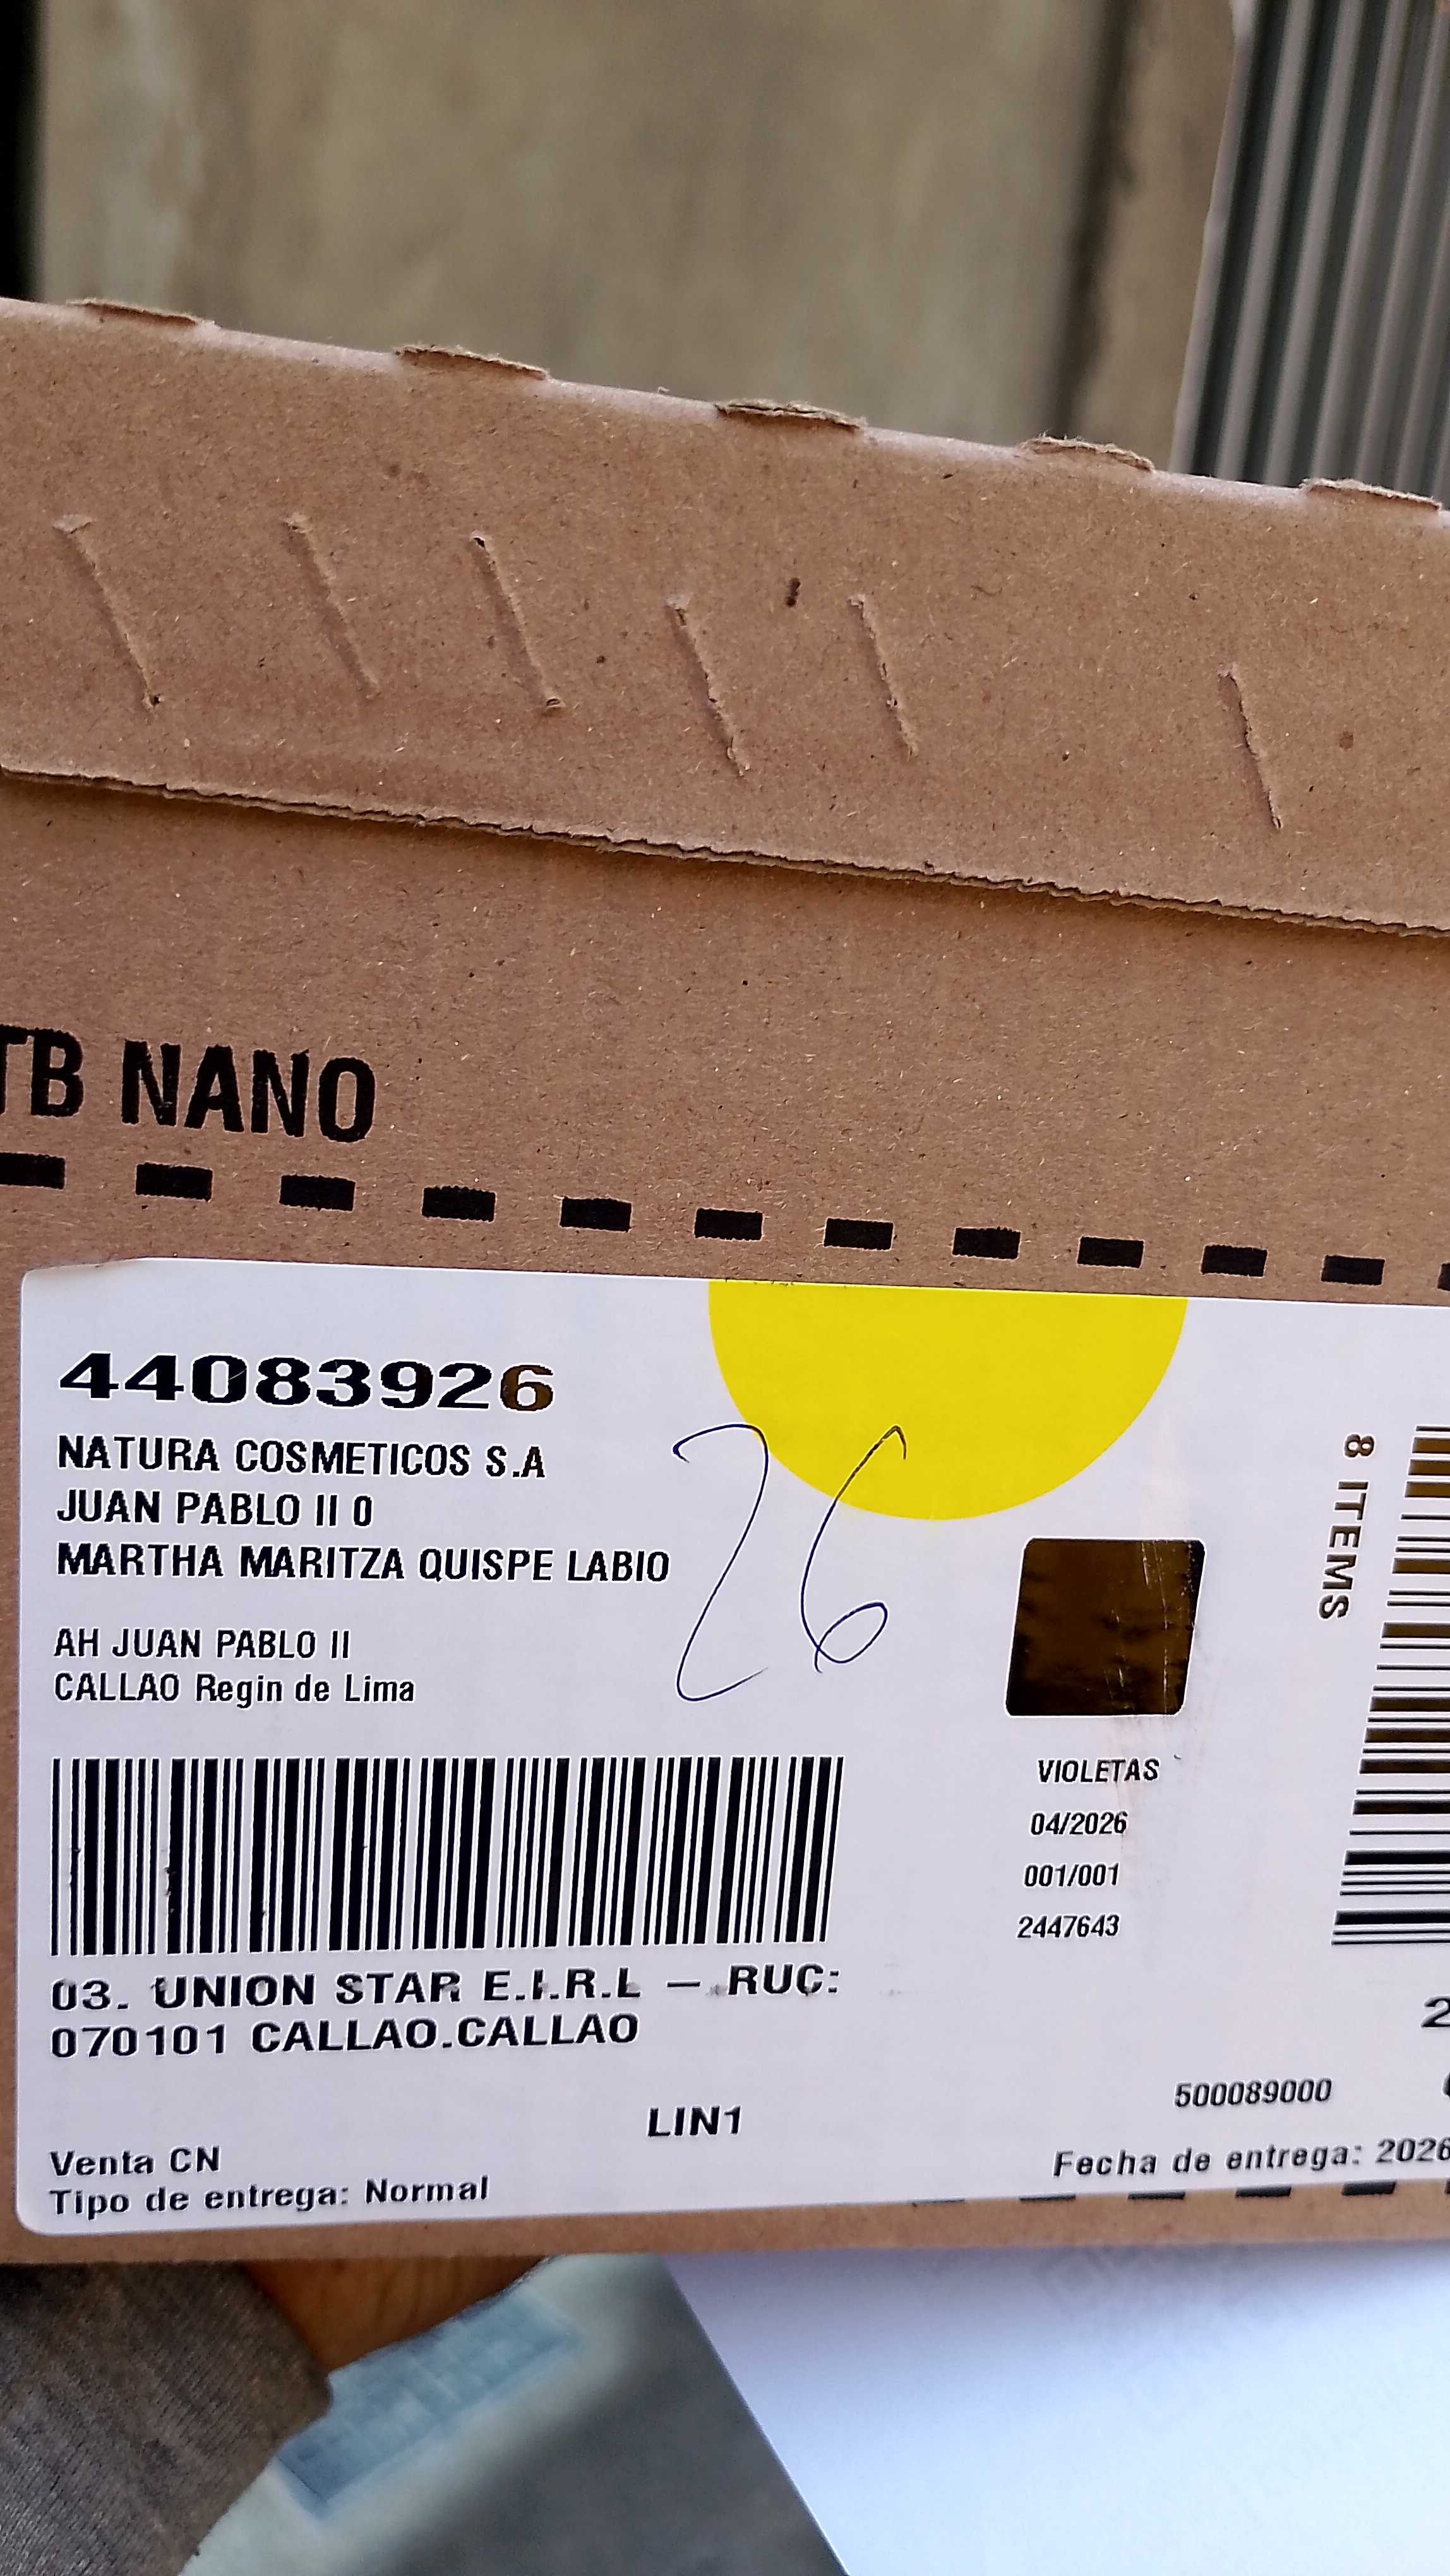 TB NANO
44083926
NATURA COSMETICOS S.A
JUAN PABLO II 0
MARTHA MARITZA QUISPE LABIO
26
AH JUAN PABLO II
CALLAO Regin de Lima
8 ITEMS
VIOLETAS
04/2026
001/001
2447643
03. UNION STAR E.I.R.L – RUC:
070101 CALLAO.CALLAO
2
500089000
LIN1
Venta CN
Fecha de entrega: 2026
Tipo de entrega: Normal